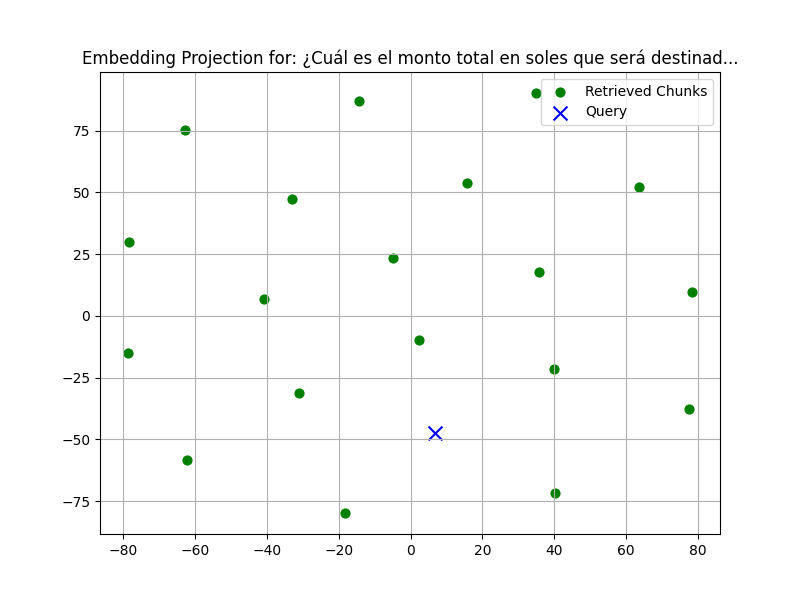 Embedding Projection for: ¿Cuál es el monto total en soles que será destinad...
Retrieved Chunks
Query
75
50
25
0
−25
−50
−75
−80 −60 −40 −20 0 20 40 60 80